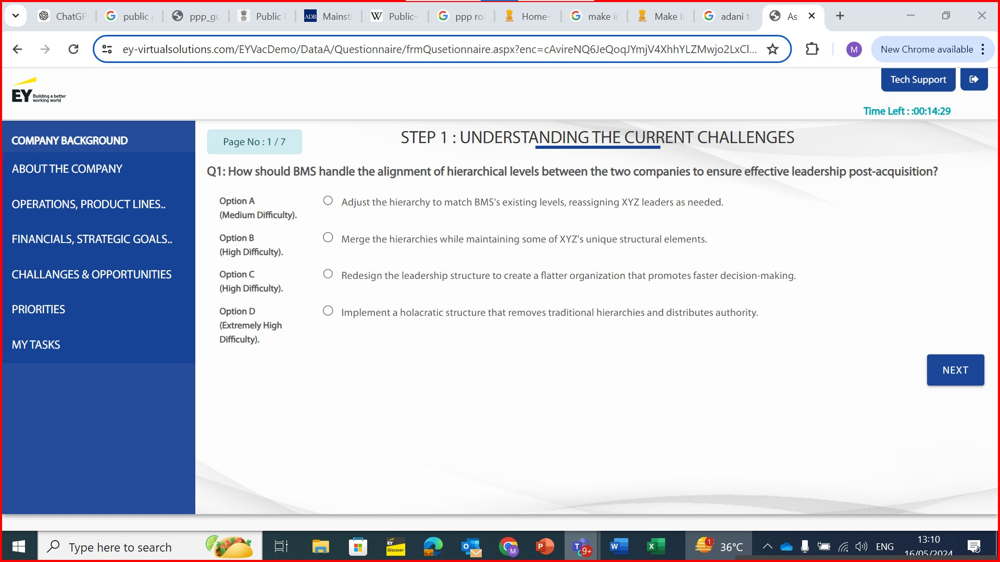 ChatGP
public
ppp_gu
Public
ADB Mainst
W Public-
ppp ro
Home-
make i
Make I
adani t
As
ey-virtualsolutions.com/EYVacDemo/DataA/Questionnaire/frmQusetionnaire.aspx?enc=cAvireNQ6JeQoqJYmjV4XhhYLZMwjo2LxCl...
M
New Chrome available
EY Building a better
working world
Tech Support
Time Left : :00:14:29
COMPANY BACKGROUND
ABOUT THE COMPANY
OPERATIONS, PRODUCT LINES..
FINANCIALS, STRATEGIC GOALS..
CHALLANGES & OPPORTUNITIES
PRIORITIES
MY TASKS
Page No : 1 / 7
STEP 1 : UNDERSTANDING THE CURRENT CHALLENGES
Q1: How should BMS handle the alignment of hierarchical levels between the two companies to ensure effective leadership post-acquisition?
Option A
(Medium Difficulty).
Adjust the hierarchy to match BMS's existing levels, reassigning XYZ leaders as needed.
Option B
(High Difficulty).
Merge the hierarchies while maintaining some of XYZ's unique structural elements.
Option C
(High Difficulty).
Redesign the leadership structure to create a flatter organization that promotes faster decision-making.
Option D
(Extremely High
Difficulty).
Implement a holacratic structure that removes traditional hierarchies and distributes authority.
NEXT
Type here to search
EY
Discover
M
9+
1
36°C
ENG
13:10
16/05/2024